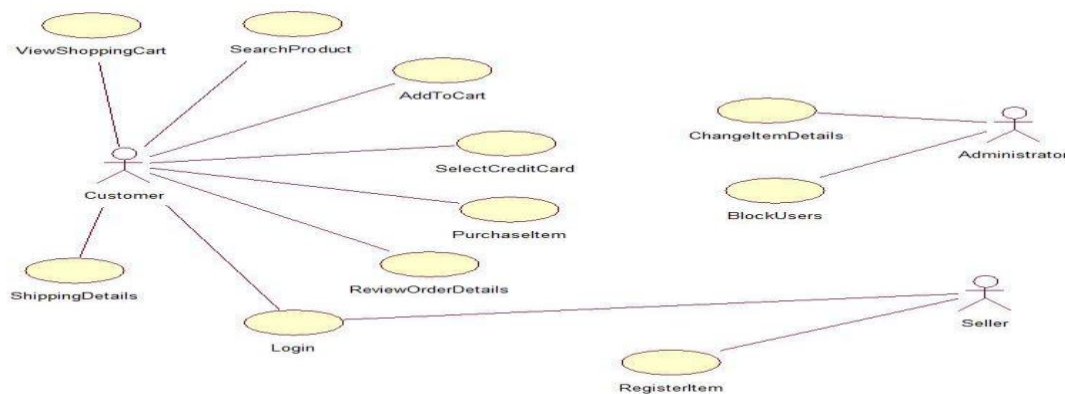 ViewShoppingCart
SearchProduct
AddToCart
ChangeItemDetails
Administrator
SelectCreditCard
Customer
BlockUsers
PurchaseItem
ShippingDetails
ReviewOrderDetails
Seller
Login
RegisterItem